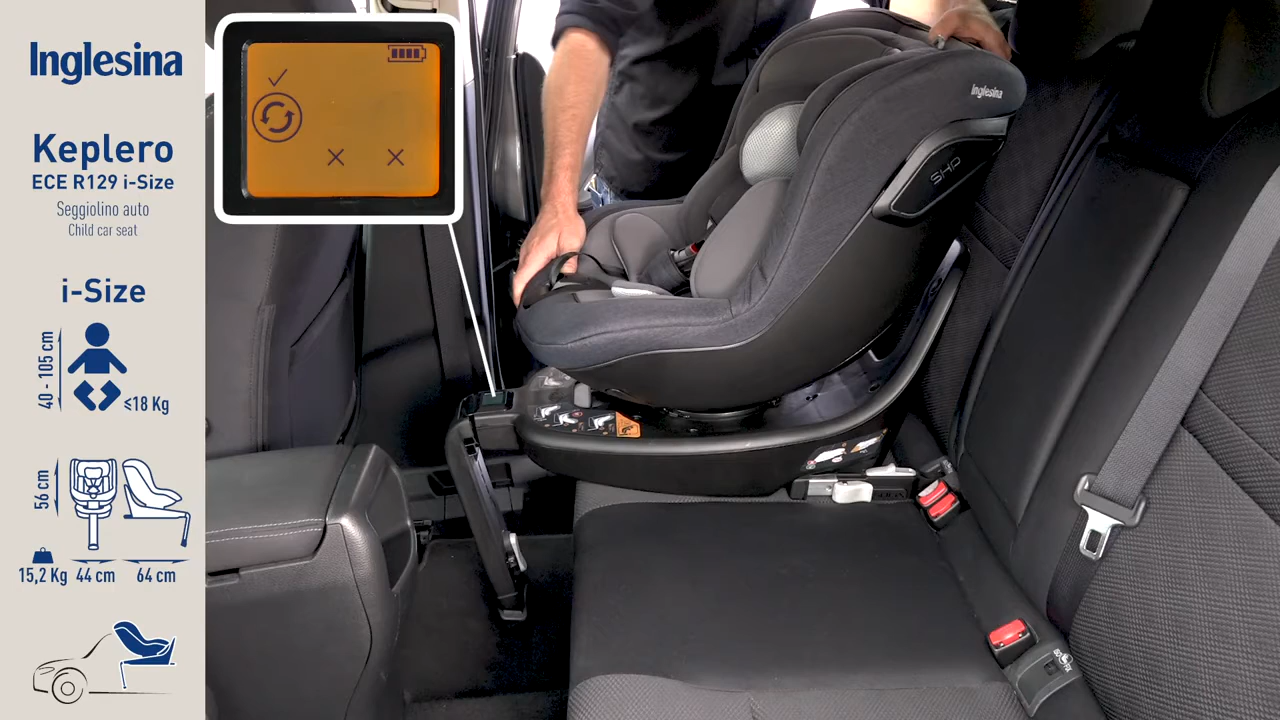 Inglesina
Keplero
ECE R129 i-Size
Seggiolino auto
Child car seat
i-Size
40 - 105 cm
≤18 Kg
56 cm
15,2 Kg
44 cm
64 cm
Inglesina
SHP